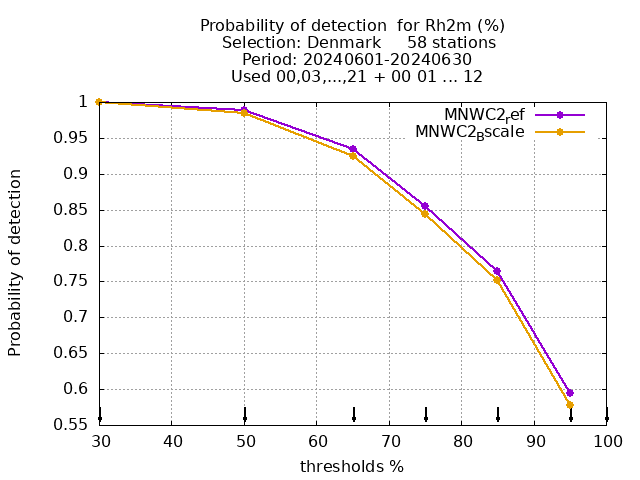 Probability of detection  for Rh2m (%)
Selection: Denmark     58 stations
Period: 20240601-20240630
Used 00,03,...,21 + 00 01 ... 12
MNWC2ref
MNWC2Bscale
1
0.95
0.9
0.85
0.8
0.75
0.7
0.65
0.6
0.55
Probability of detection
30 40 50 60 70 80 90 100
thresholds %